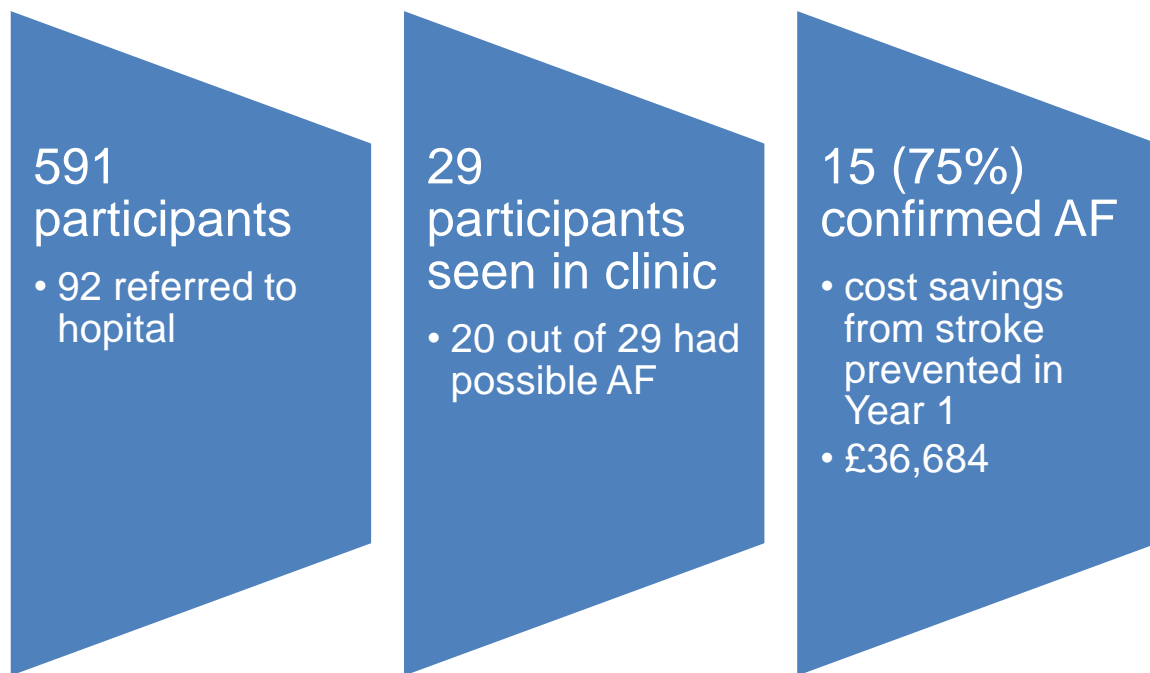 591
participants
• 92 referred to
hopital
29
participants
seen in clinic
• 20 out of 29 had
possible AF
15 (75%)
confirmed AF
• cost savings
from stroke
prevented in
Year 1
• £36,684